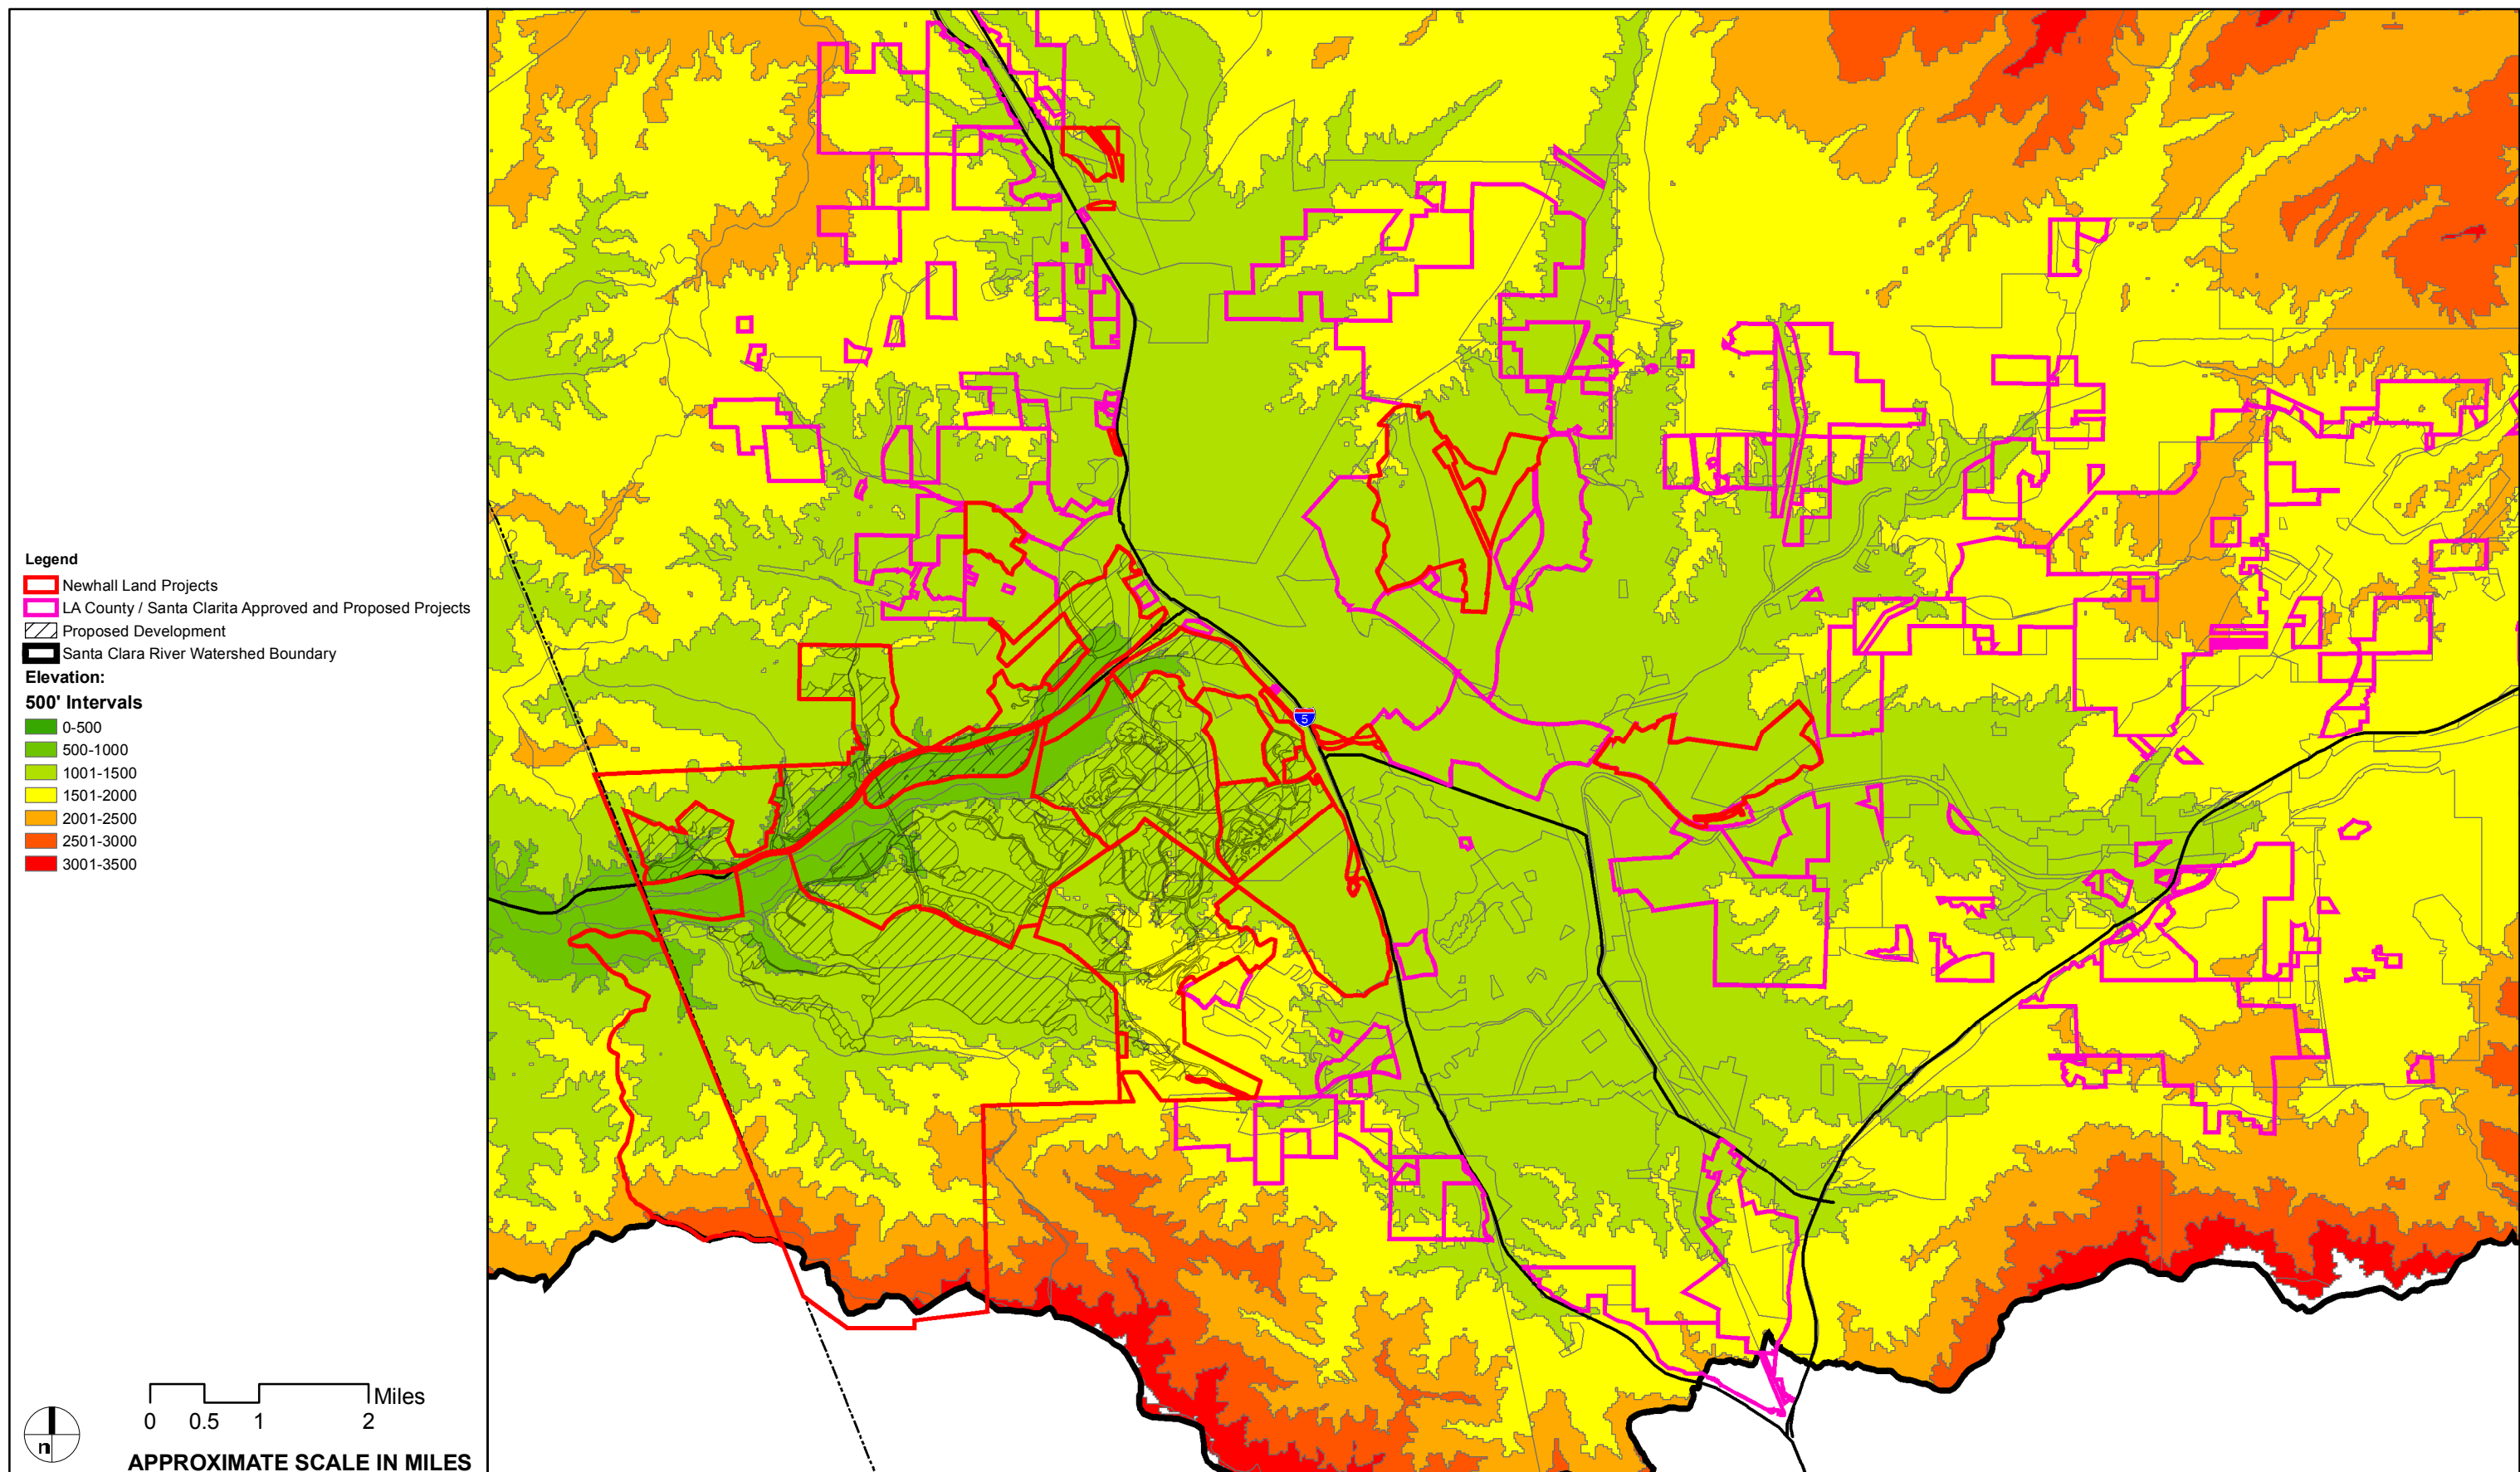 Legend
Newhall Land Projects
LA County / Santa Clarita Approved and Proposed Projects
Proposed Development
Santa Clara River Watershed Boundary
Elevation:
500' Intervals
0-500
500-1000
1001-1500
1501-2000
2001-2500
2501-3000
3001-3500
5
Miles
0 0.5 1 2
n
APPROXIMATE SCALE IN MILES